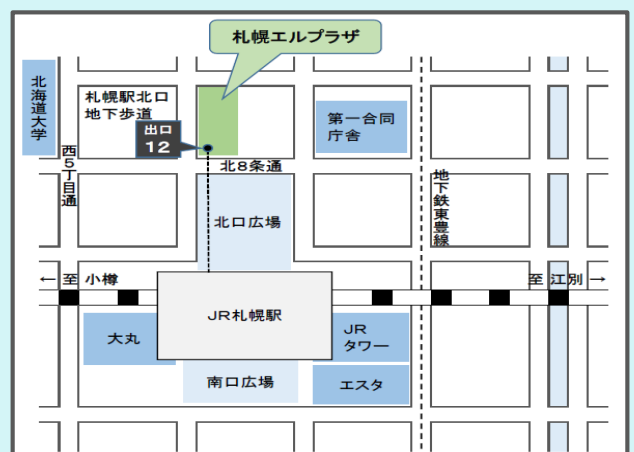 札幌エルプラザ
北海道大学
札幌駅北口
地下歩道
出口
12
第一合同
庁舎
西5丁目通
北8条通
地下鉄東豊線
北口広場
← 至 小樽
至 江別 →
JR札幌駅
大丸
JR
タワー
南口広場
エスタ